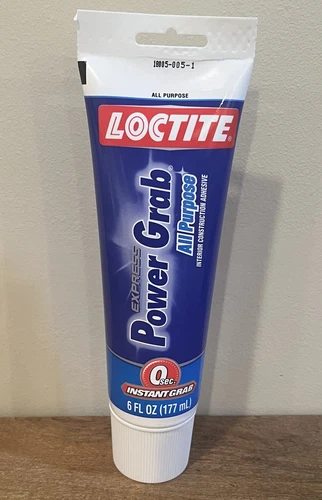 18005-005-1
ALL PURPOSE
LOCTITE®
EXPRESS
Power Grab®
All Purpose
INTERIOR CONSTRUCTION ADHESIVE
0 sec.
INSTANT GRAB
6 FL OZ (177 mL)